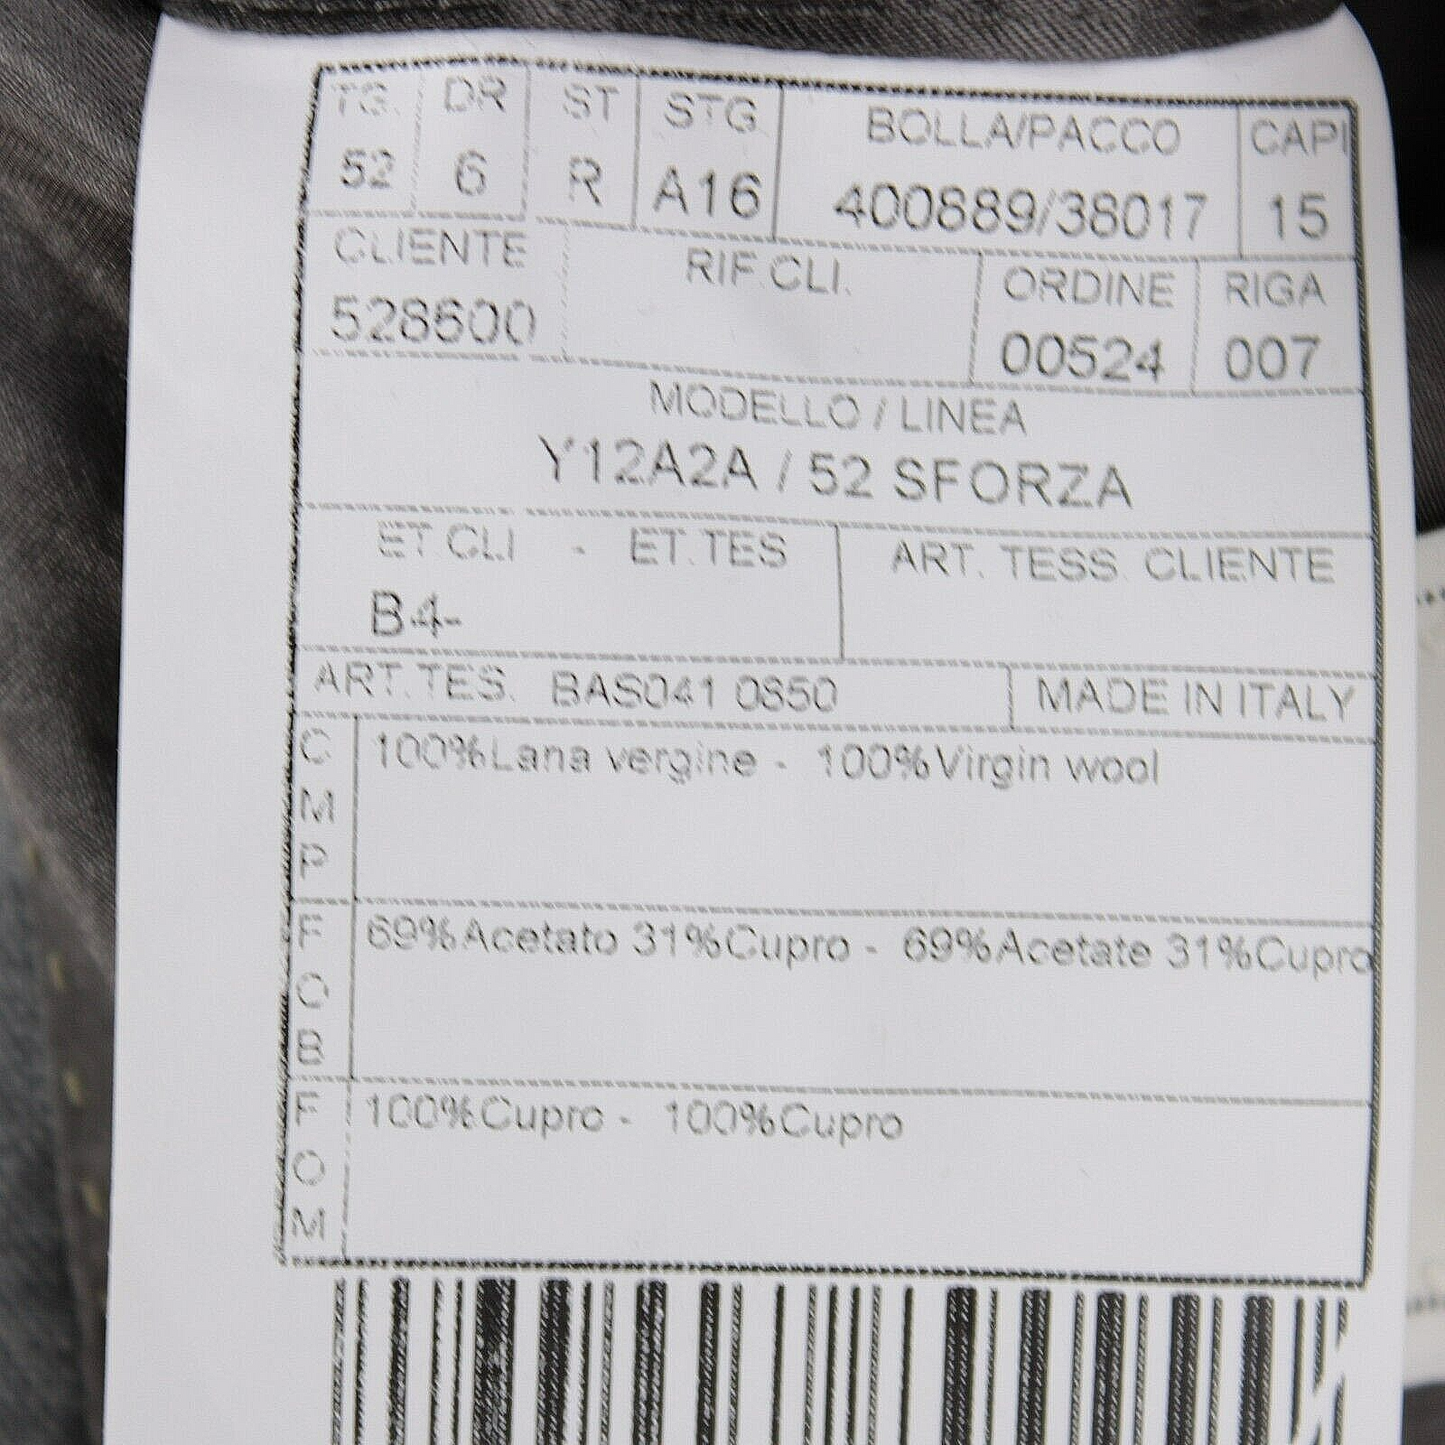 TG. DR ST STG BOLLA/PACCO CAPI
52 6 R A16 400889/38017 15
CLIENTE RIF.CLI. ORDINE RIGA
528600 00524 007
MODELLO / LINEA
Y12A2A / 52 SFORZA
ET.CLI - ET.TES ART. TESS. CLIENTE
B4-
ART.TES. BAS041 0850 MADE IN ITALY
CMP 100%Lana vergine - 100%Virgin wool
FOB 69%Acetato 31%Cupro - 69%Acetate 31%Cupro
FOM 100%Cupro - 100%Cupro